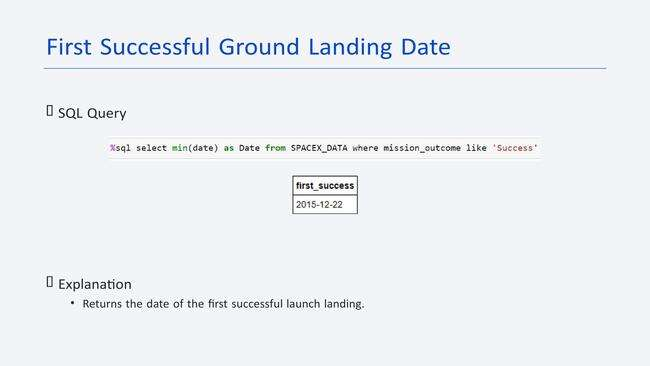 First Successful Ground Landing Date
SQL Query
%sql select min(date) as Date from SPACEX_DATA where mission_outcome like 'Success'
first_success
2015-12-22
Explanation
• Returns the date of the first successful launch landing.